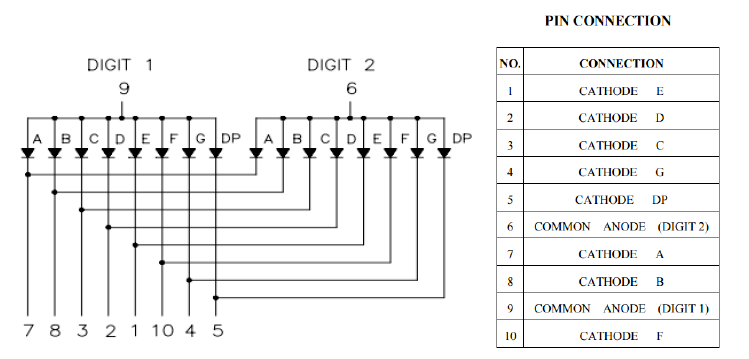 PIN CONNECTION
DIGIT 1
9
DIGIT 2
6
A B C D E F G DP
A B C D E F G DP
7 8 3 2 1 10 4 5
NO. CONNECTION
1 CATHODE E
2 CATHODE D
3 CATHODE C
4 CATHODE G
5 CATHODE DP
6 COMMON ANODE (DIGIT 2)
7 CATHODE A
8 CATHODE B
9 COMMON ANODE (DIGIT 1)
10 CATHODE F